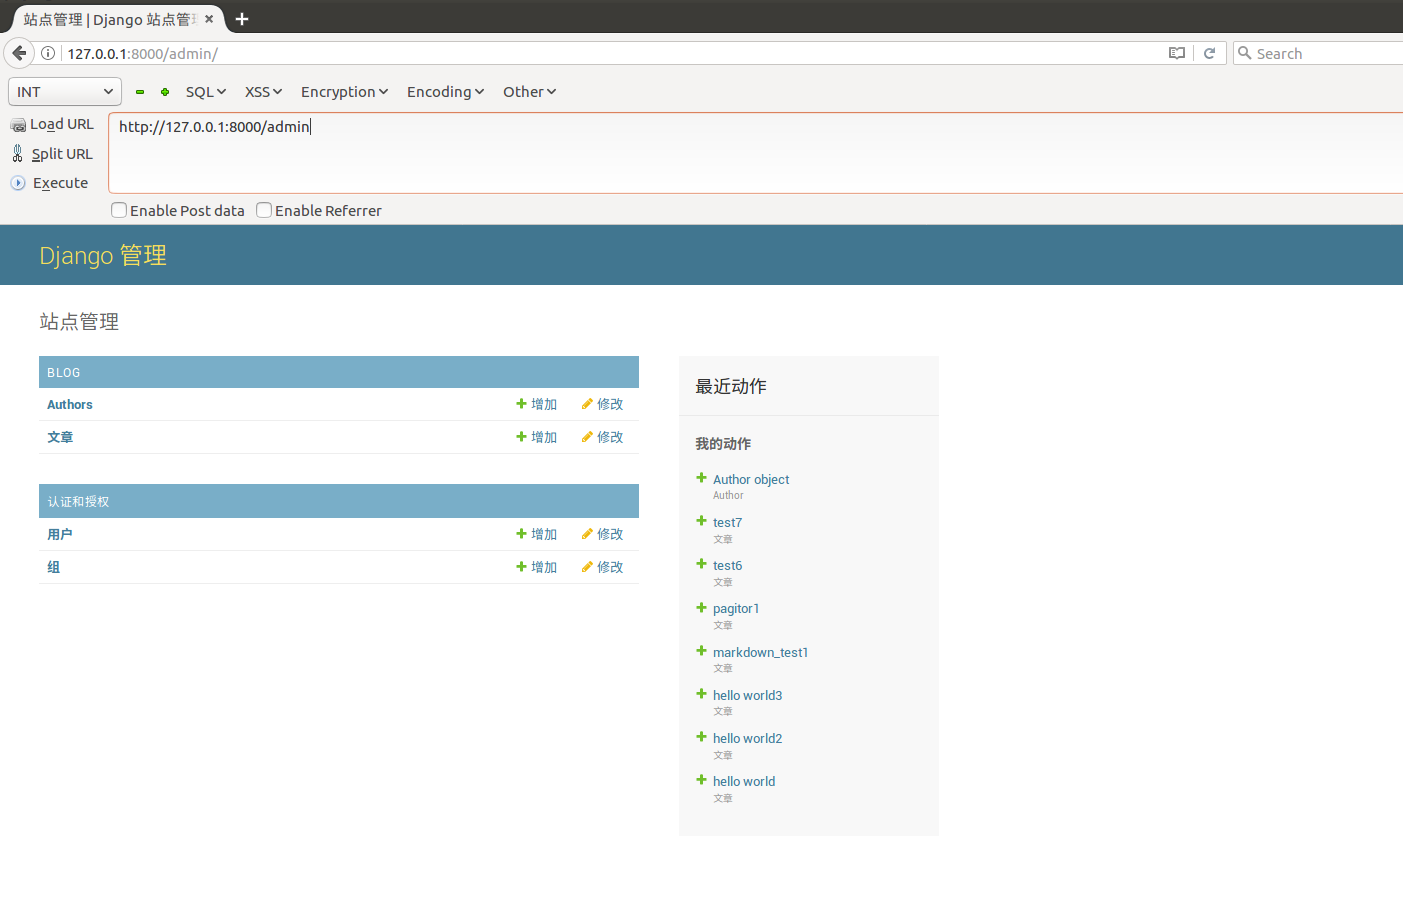 站点管理 | Django 站点管
127.0.0.1:8000/admin/
Search
INT
SQL
XSS
Encryption
Encoding
Other
Load URL
http://127.0.0.1:8000/admin
Split URL
Execute
Enable Post data
Enable Referrer
Django 管理
站点管理
BLOG
Authors 增加 修改
文章 增加 修改
认证和授权
用户 增加 修改
组 增加 修改
最近动作
我的动作
Author object
Author
test7
文章
test6
文章
pagitor1
文章
markdown_test1
文章
hello world3
文章
hello world2
文章
hello world
文章